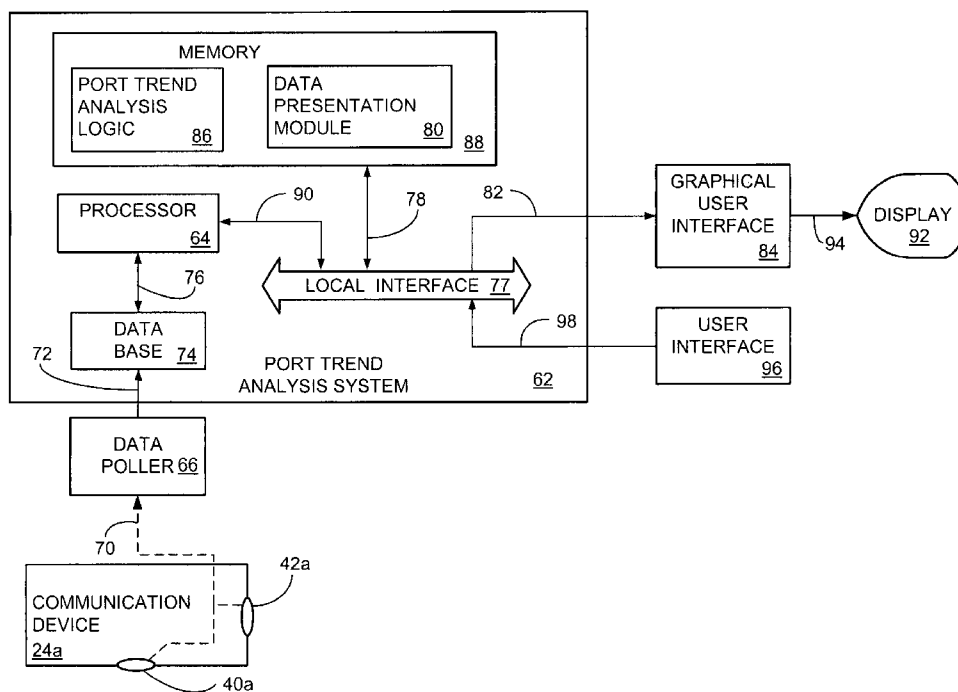 MEMORY
PORT TREND
ANALYSIS
LOGIC
86
DATA
PRESENTATION
MODULE
80
88
90
78
82
PROCESSOR
64
GRAPHICAL
USER
INTERFACE
84
94
DISPLAY
92
76
LOCAL INTERFACE 77
98
DATA
BASE
74
72
USER
INTERFACE
96
PORT TREND
ANALYSIS SYSTEM
62
DATA
POLLER 66
70
42a
COMMUNICATION
DEVICE
24a
40a